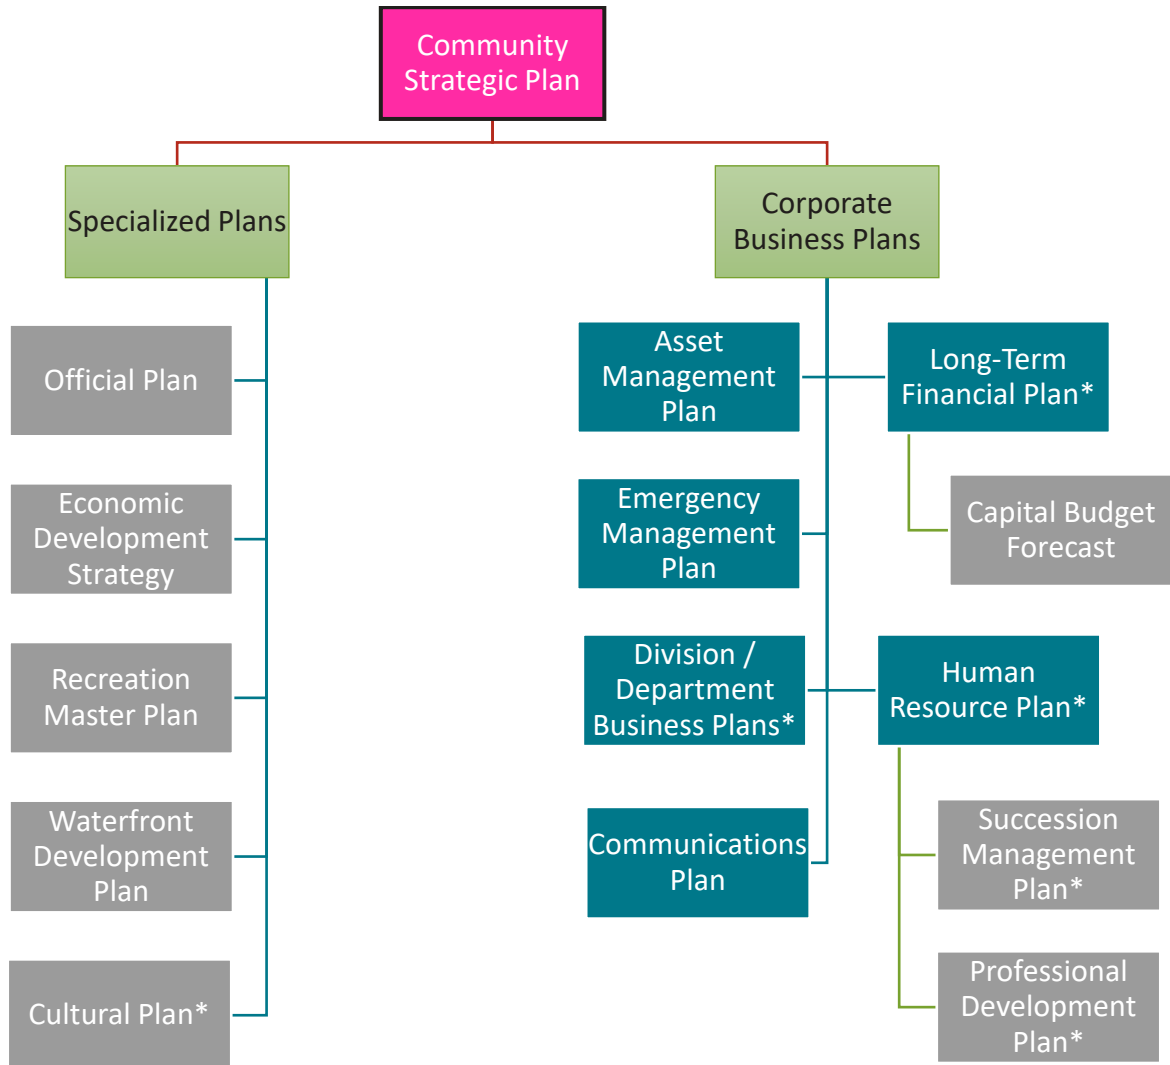 Community
Strategic Plan
Specialized Plans
Corporate
Business Plans
Official Plan
Economic
Development
Strategy
Recreation
Master Plan
Waterfront
Development
Plan
Cultural Plan*
Asset
Management
Plan
Long-Term
Financial Plan*
Capital Budget
Forecast
Emergency
Management
Plan
Division /
Department
Business Plans*
Human
Resource Plan*
Succession
Management
Plan*
Professional
Development
Plan*
Communications
Plan